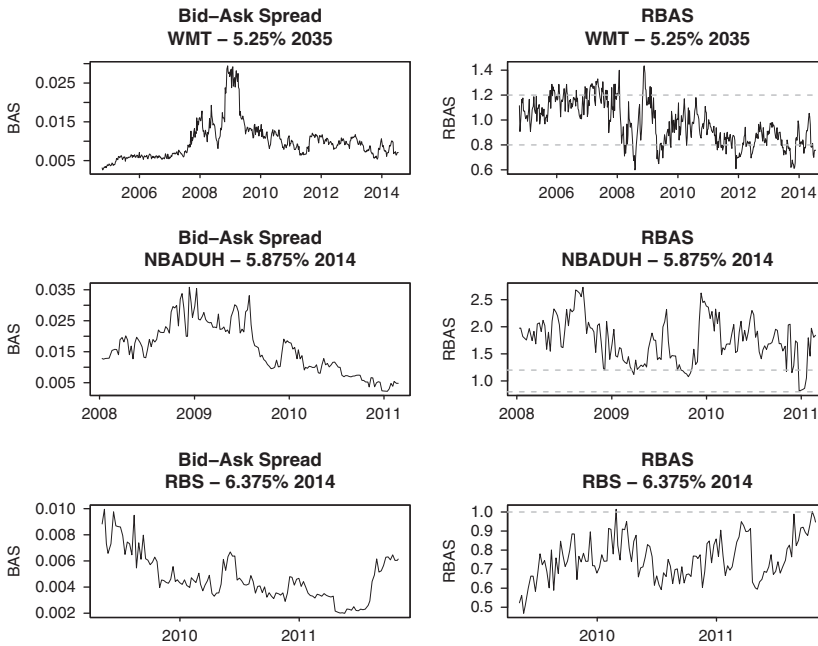 Bid–Ask Spread
WMT – 5.25% 2035
BAS
0.025
0.015
0.005
2006 2008 2010 2012 2014
RBAS
WMT – 5.25% 2035
RBAS
1.4
1.2
1.0
0.8
0.6
2006 2008 2010 2012 2014
Bid–Ask Spread
NBADUH – 5.875% 2014
BAS
0.035
0.025
0.015
0.005
2008 2009 2010 2011
RBAS
NBADUH – 5.875% 2014
RBAS
2.5
2.0
1.5
1.0
2008 2009 2010 2011
Bid–Ask Spread
RBS – 6.375% 2014
BAS
0.010
0.008
0.006
0.004
0.002
2010 2011
RBAS
RBS – 6.375% 2014
RBAS
1.0
0.9
0.8
0.7
0.6
0.5
2010 2011